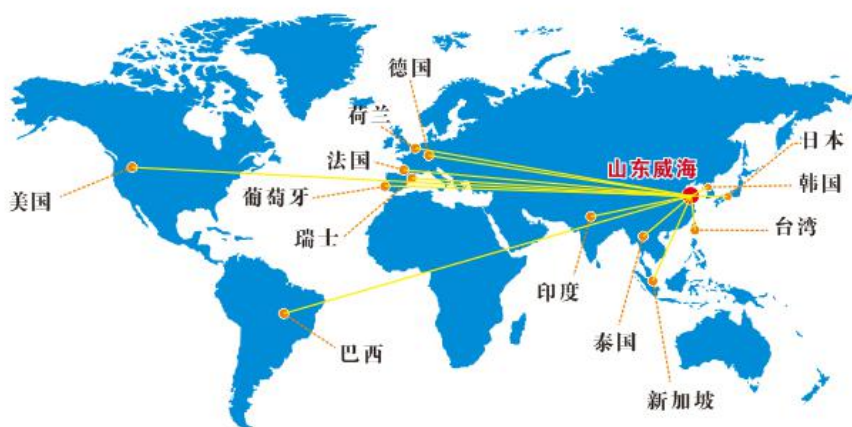 德国
荷兰
日本
法国
山东威海
韩国
美国
葡萄牙
台湾
瑞士
印度
泰国
巴西
新加坡